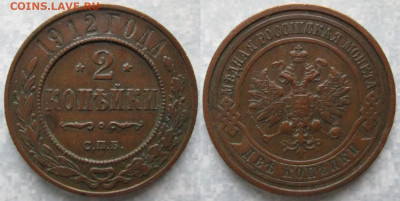 COINS.LAVE.RU
1912 ГОДА
2
КОПѢЙКИ
С.П.Б.
МѢДНАЯ РОССІЙСКАЯ МОНЕТА
ДВѢ КОПѢЙКИ